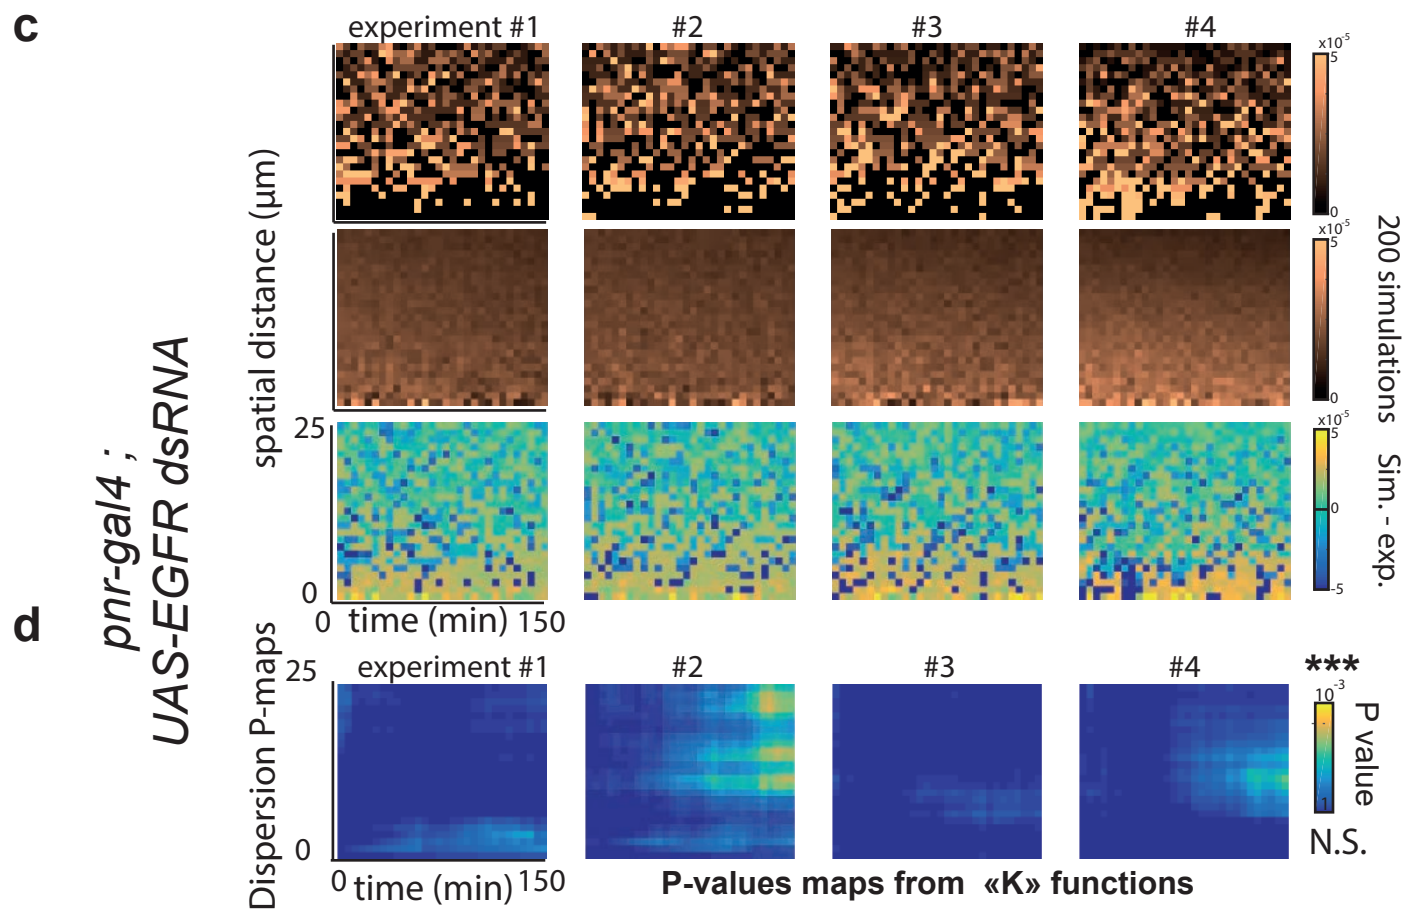 c
experiment #1 #2 #3 #4
x10-5
5
0
x10-5
5
0
200 simulations
x10-5
5
0
-5
Sim. - exp.
spatial distance (µm)
25
0
0 time (min) 150
pnr-gal4 ;
UAS-EGFR dsRNA
d
experiment #1 #2 #3 #4
***
10-3
1
P value
N.S.
Dispersion P-maps
25
0
0 time (min) 150
P-values maps from «K» functions